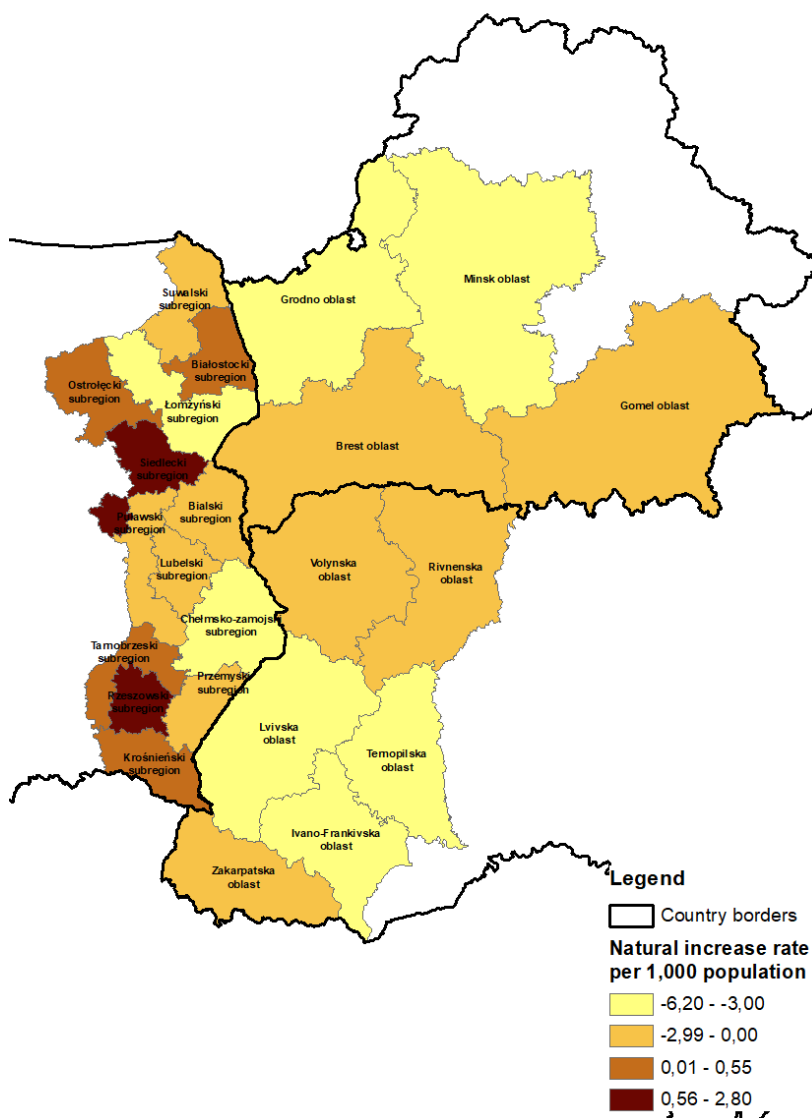 Minsk oblast
Suwalski
subregion
Grodno oblast
Białostocki
subregion
Ostrołęcki
subregion
Łomżyński
subregion
Gomel oblast
Brest oblast
Siedlecki
subregion
Puławski
subregion
Bialski
subregion
Lubelski
subregion
Volynska
oblast
Rivnenska
oblast
Chełmsko-zamojski
subregion
Tarnobrzeski
subregion
Przemyski
subregion
Rzeszowski
subregion
Lvivska
oblast
Ternopilska
oblast
Krośnieński
subregion
Ivano-Frankivska
oblast
Zakarpatska
oblast
Legend
Country borders
Natural increase rate
per 1,000 population
-6,20 - -3,00
-2,99 - 0,00
0,01 - 0,55
0,56 - 2,80